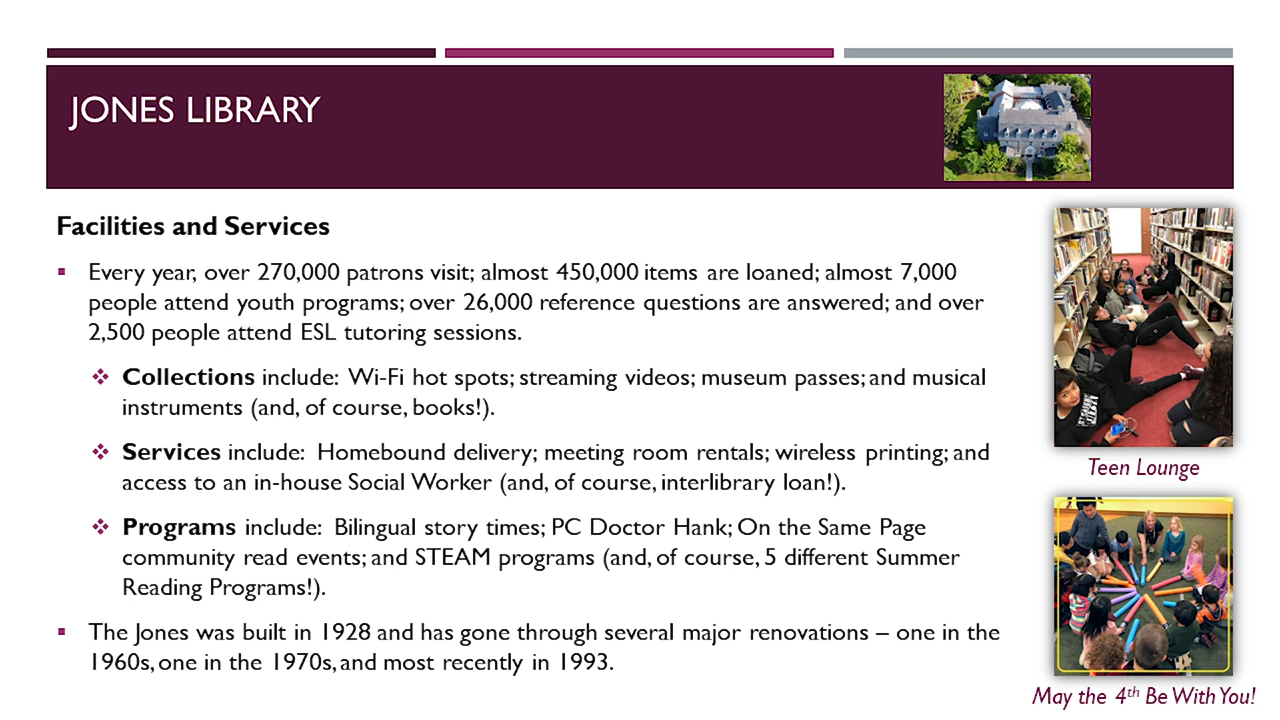 JONES LIBRARY
Facilities and Services
▪ Every year, over 270,000 patrons visit; almost 450,000 items are loaned; almost 7,000
people attend youth programs; over 26,000 reference questions are answered; and over
2,500 people attend ESL tutoring sessions.
❖ Collections include: Wi-Fi hot spots; streaming videos; museum passes; and musical
instruments (and, of course, books!).
❖ Services include: Homebound delivery; meeting room rentals; wireless printing; and
access to an in-house Social Worker (and, of course, interlibrary loan!).
❖ Programs include: Bilingual story times; PC Doctor Hank; On the Same Page
community read events; and STEAM programs (and, of course, 5 different Summer
Reading Programs!).
▪ The Jones was built in 1928 and has gone through several major renovations – one in the
1960s, one in the 1970s, and most recently in 1993.
Teen Lounge
May the 4th Be With You!